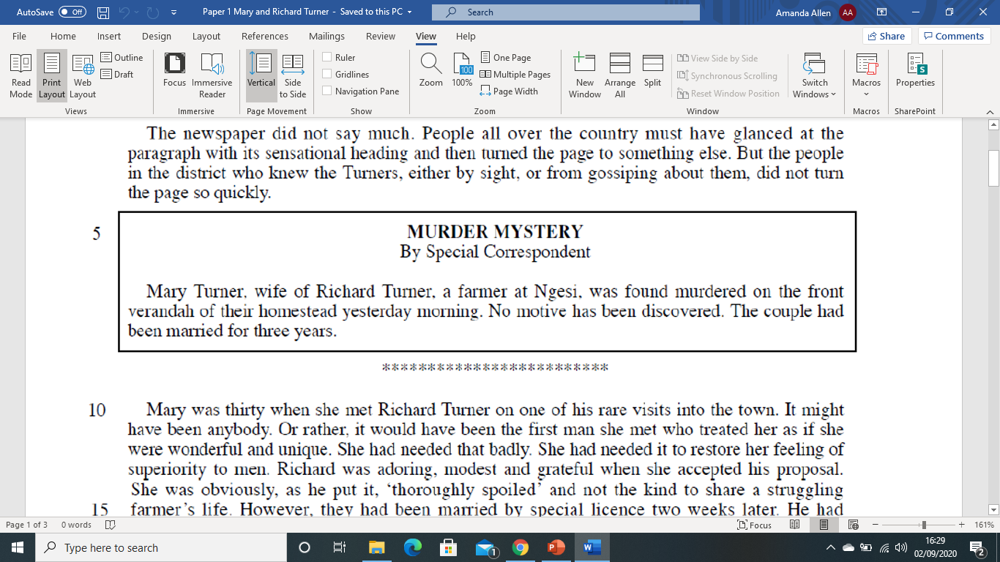 AutoSave Off
Paper 1 Mary and Richard Turner - Saved to this PC
Search
Amanda Allen AA
File Home Insert Design Layout References Mailings Review View Help
Share Comments
Read Mode
Print Layout
Web Layout
Outline
Draft
Views
Focus
Immersive Reader
Immersive
Vertical
Side to Side
Page Movement
Ruler
Gridlines
Navigation Pane
Show
Zoom
100
100%
One Page
Multiple Pages
Page Width
Zoom
New Window
Arrange All
Split
View Side by Side
Synchronous Scrolling
Reset Window Position
Switch Windows
Window
Macros
Macros
Properties
SharePoint
The newspaper did not say much. People all over the country must have glanced at the
paragraph with its sensational heading and then turned the page to something else. But the people
in the district who knew the Turners, either by sight, or from gossiping about them, did not turn
the page so quickly.
5 MURDER MYSTERY
By Special Correspondent
Mary Turner, wife of Richard Turner, a farmer at Ngesi, was found murdered on the front
verandah of their homestead yesterday morning. No motive has been discovered. The couple had
been married for three years.
*************************
10 Mary was thirty when she met Richard Turner on one of his rare visits into the town. It might
have been anybody. Or rather, it would have been the first man she met who treated her as if she
were wonderful and unique. She had needed that badly. She had needed it to restore her feeling of
superiority to men. Richard was adoring, modest and grateful when she accepted his proposal.
She was obviously, as he put it, ‘thoroughly spoiled’ and not the kind to share a struggling
15 farmer’s life. However, they had been married by special licence two weeks later. He had
Page 1 of 3 0 words
Focus
161%
Type here to search
1
16:29
02/09/2020
2